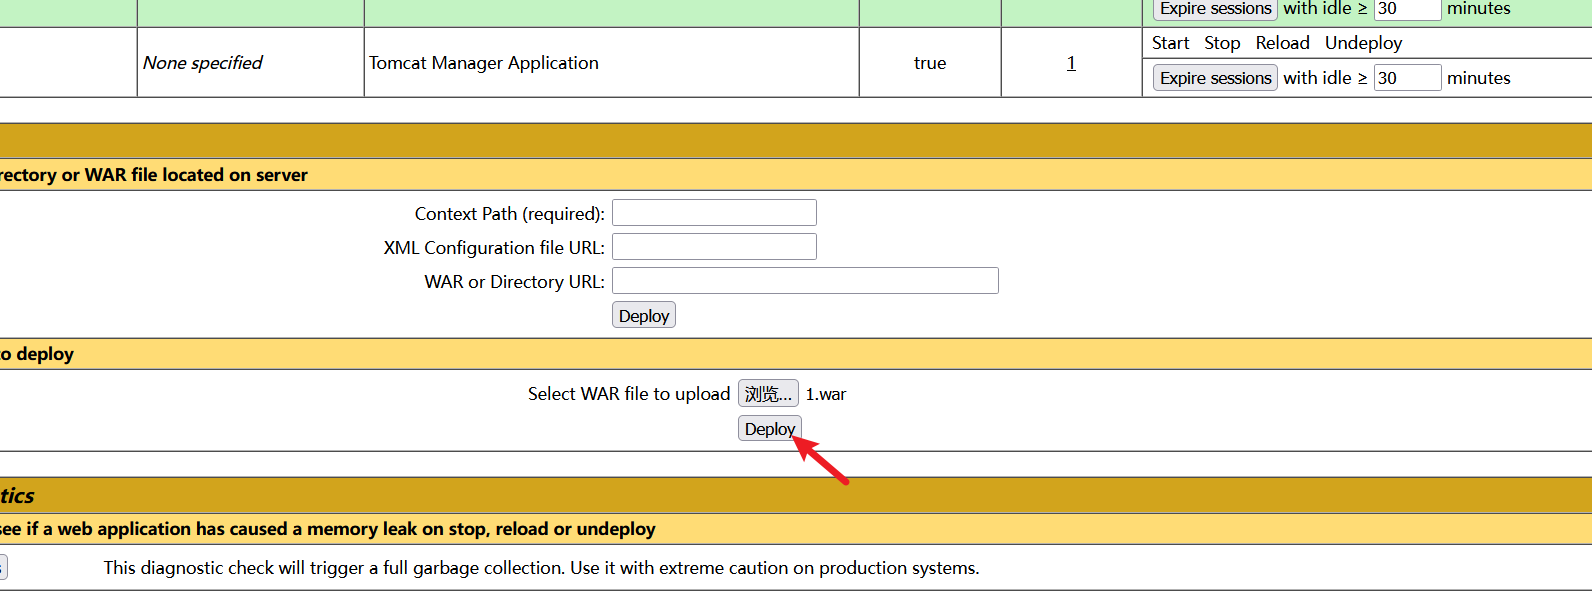 Expire sessions with idle ≥ 30 minutes
None specified Tomcat Manager Application true 1 Start Stop Reload Undeploy
Expire sessions with idle ≥ 30 minutes
rectory or WAR file located on server
Context Path (required):
XML Configuration file URL:
WAR or Directory URL:
Deploy
to deploy
Select WAR file to upload 浏览... 1.war
Deploy
tics
see if a web application has caused a memory leak on stop, reload or undeploy
This diagnostic check will trigger a full garbage collection. Use it with extreme caution on production systems.